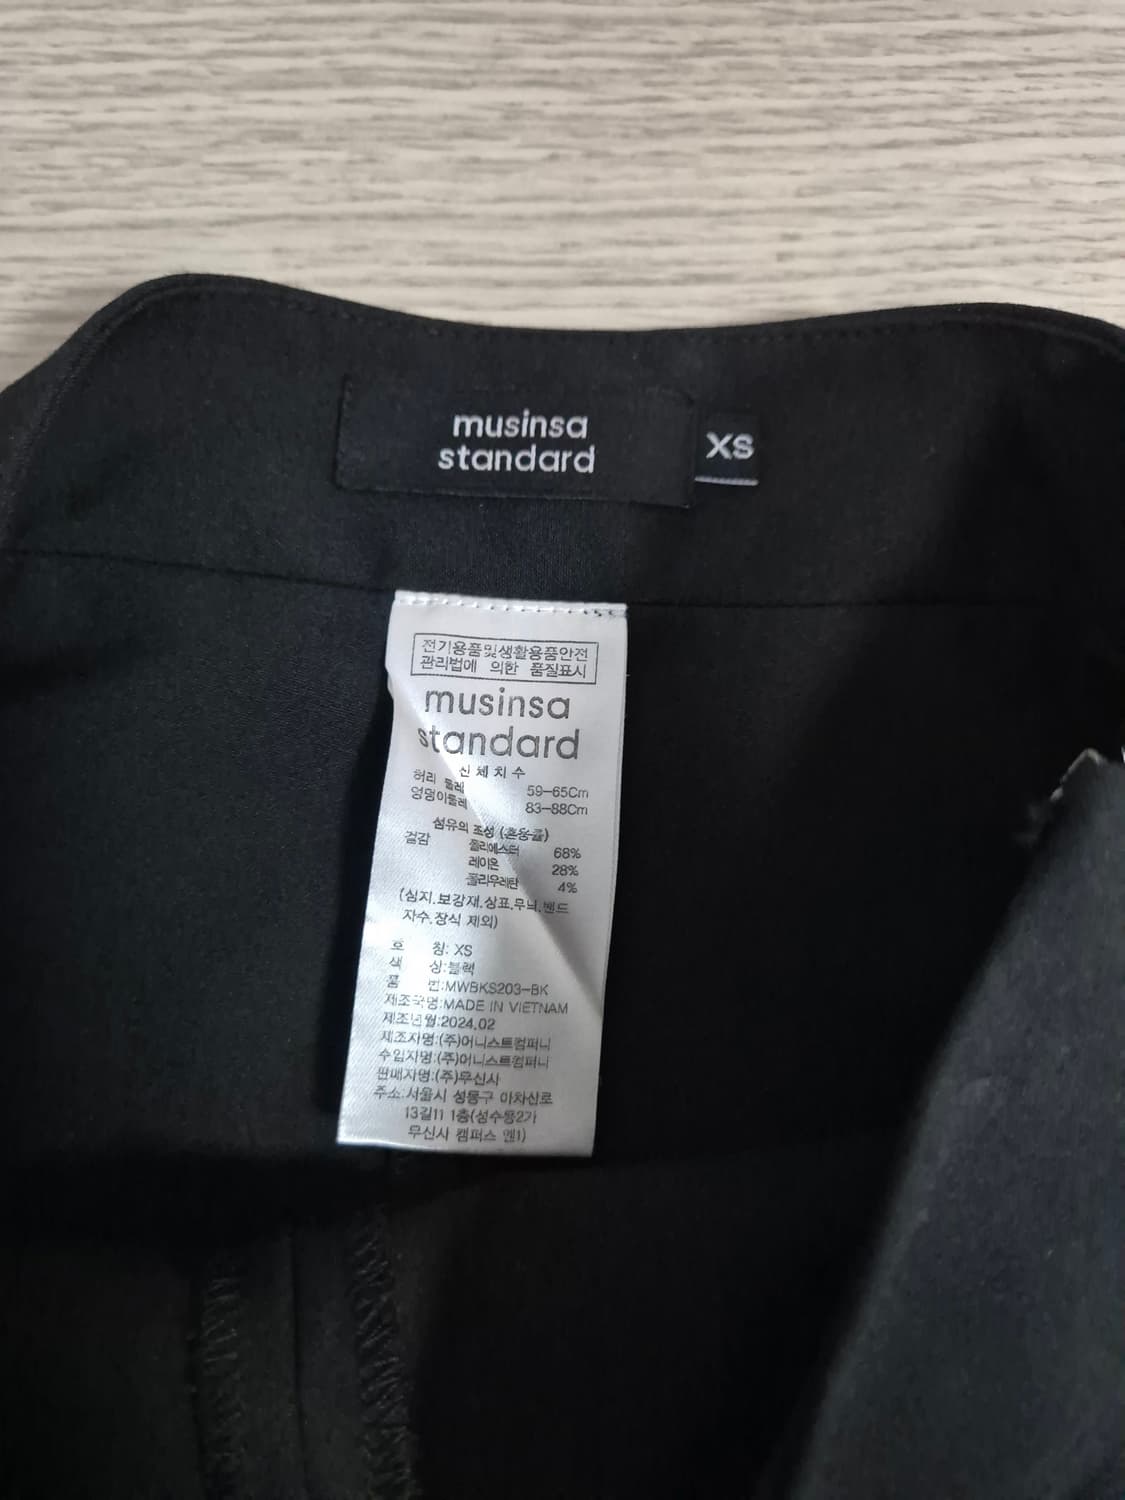 musinsa
standard
XS
전기용품및생활용품안전
관리법에 의한 품질표시
musinsa
standard
신체치수
허리 둘레 59-65Cm
엉덩이둘레 83-88Cm
섬유의 조성 (혼용률)
겉감 폴리에스터 68%
레이온 28%
폴리우레탄 4%
(심지.보강재.상표.무늬.밴드
자수.장식 제외)
호 칭: XS
색 상:블랙
품 번:MWBKS203-BK
제조국명:MADE IN VIETNAM
제조년월:2024.02
제조자명:(주)어니스트컴퍼니
수입자명:(주)어니스트컴퍼니
판매자명:(주)무신사
주소:서울시 성동구 아차산로
13길11 1층(성수동2가
무신사 캠퍼스 엔1)